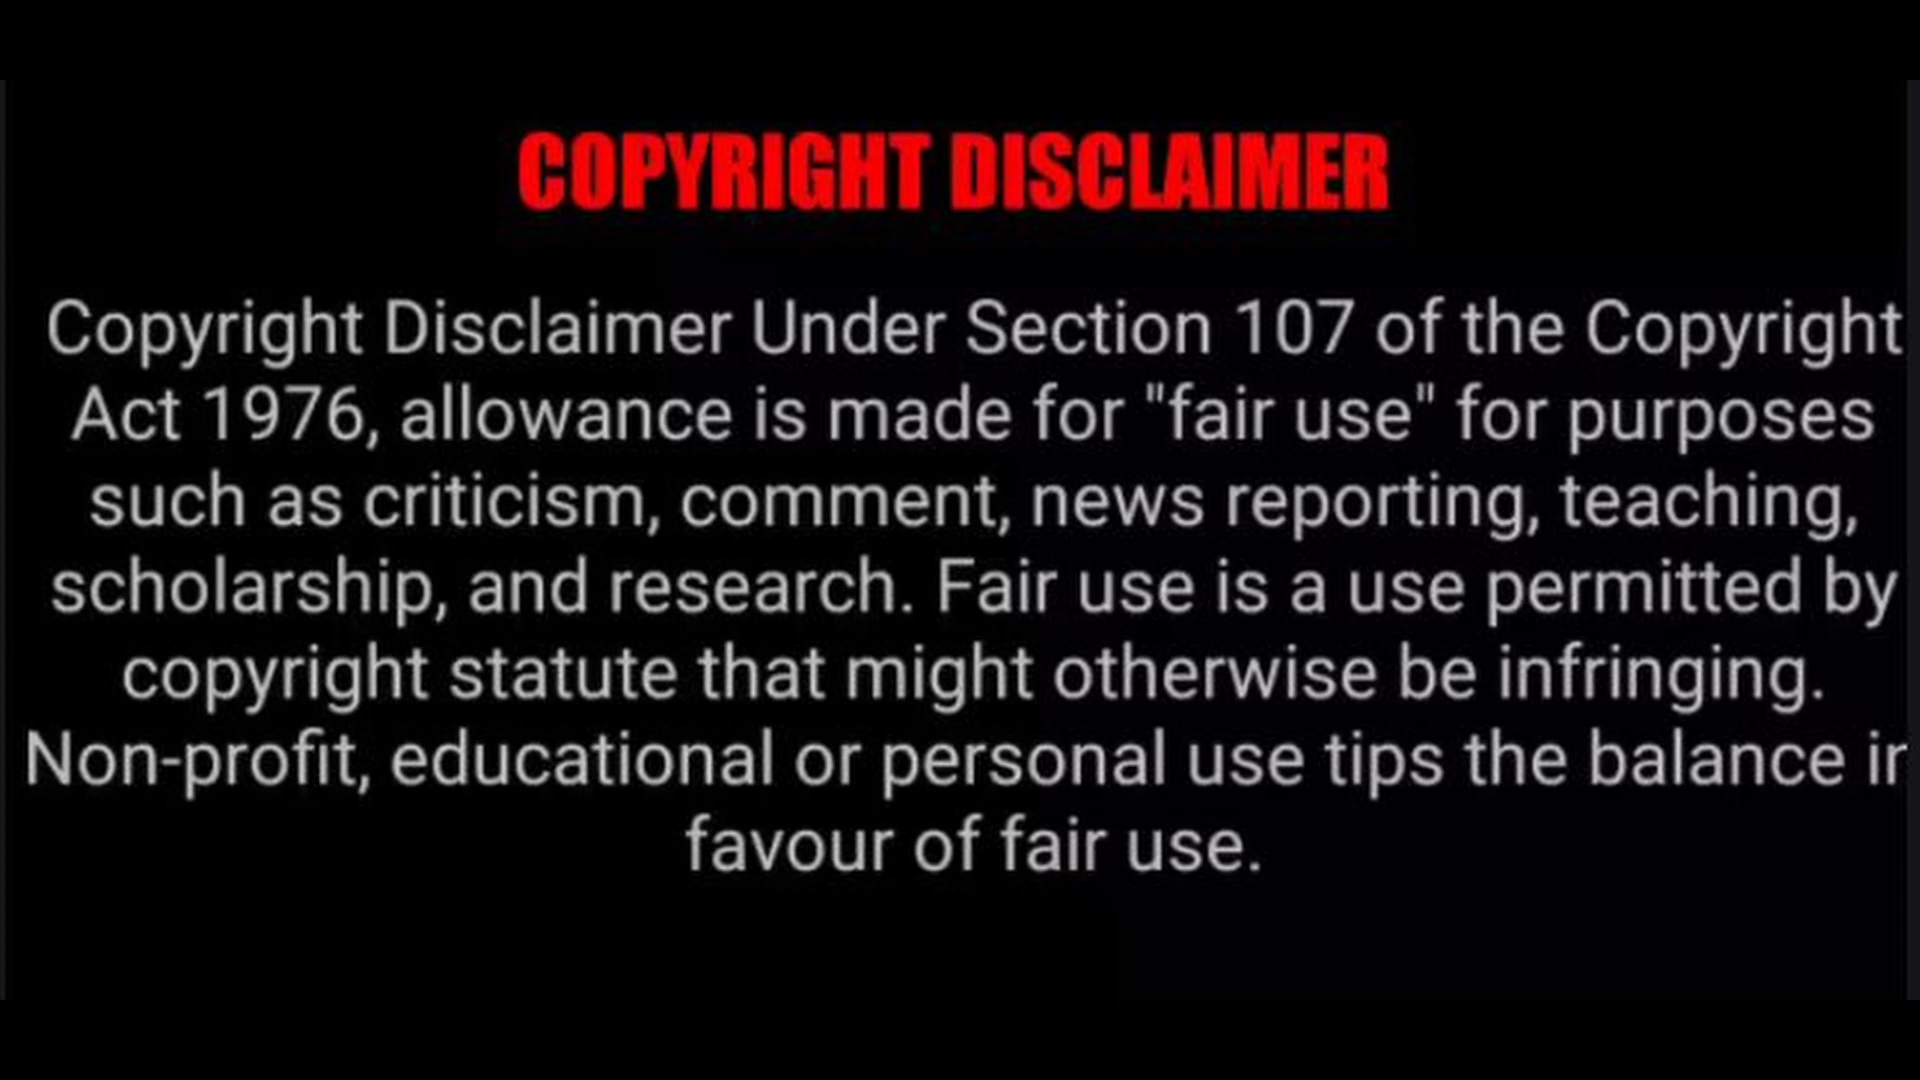 COPYRIGHT DISCLAIMER
Copyright Disclaimer Under Section 107 of the Copyright
Act 1976, allowance is made for "fair use" for purposes
such as criticism, comment, news reporting, teaching,
scholarship, and research. Fair use is a use permitted by
copyright statute that might otherwise be infringing.
Non-profit, educational or personal use tips the balance in
favour of fair use.